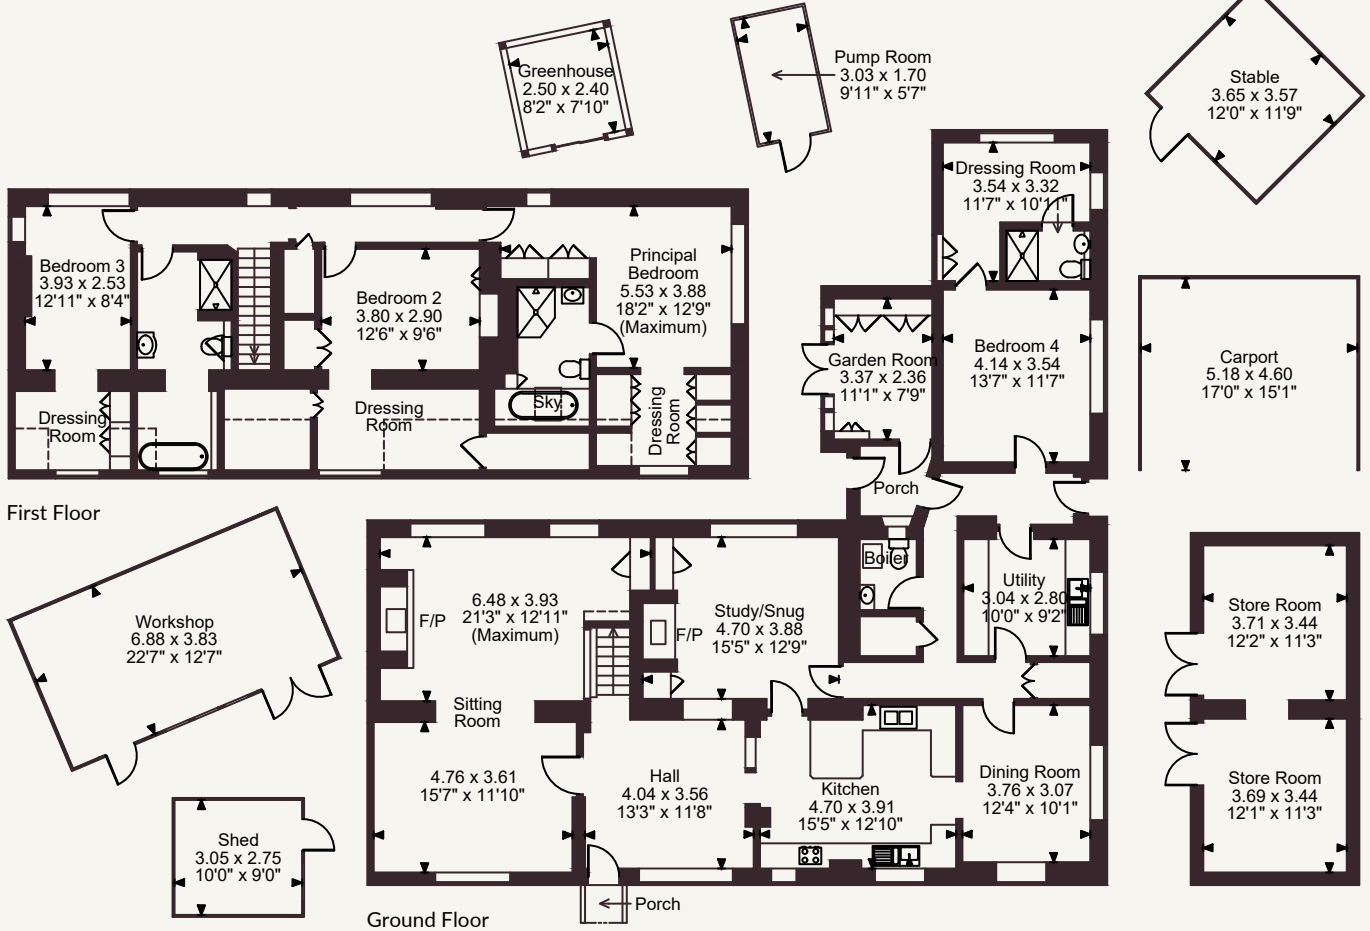 Greenhouse
2.50 x 2.40
8'2" x 7'10"
Pump Room
3.03 x 1.70
9'11" x 5'7"
Stable
3.65 x 3.57
12'0" x 11'9"
Dressing Room
3.54 x 3.32
11'7" x 10'11"
Bedroom 3
3.93 x 2.53
12'11" x 8'4"
Bedroom 2
3.80 x 2.90
12'6" x 9'6"
Principal
Bedroom
5.53 x 3.88
18'2" x 12'9"
(Maximum)
Garden Room
3.37 x 2.36
11'1" x 7'9"
Bedroom 4
4.14 x 3.54
13'7" x 11'7"
Carport
5.18 x 4.60
17'0" x 15'1"
Dressing
Room
Dressing
Room
Sky
Dressing
Room
Porch
First Floor
Workshop
6.88 x 3.83
22'7" x 12'7"
F/P
6.48 x 3.93
21'3" x 12'11"
(Maximum)
F/P
Study/Snug
4.70 x 3.88
15'5" x 12'9"
Boiler
Utility
3.04 x 2.80
10'0" x 9'2"
Store Room
3.71 x 3.44
12'2" x 11'3"
Sitting
Room
4.76 x 3.61
15'7" x 11'10"
Hall
4.04 x 3.56
13'3" x 11'8"
Kitchen
4.70 x 3.91
15'5" x 12'10"
Dining Room
3.76 x 3.07
12'4" x 10'1"
Store Room
3.69 x 3.44
12'1" x 11'3"
Shed
3.05 x 2.75
10'0" x 9'0"
Porch
Ground Floor